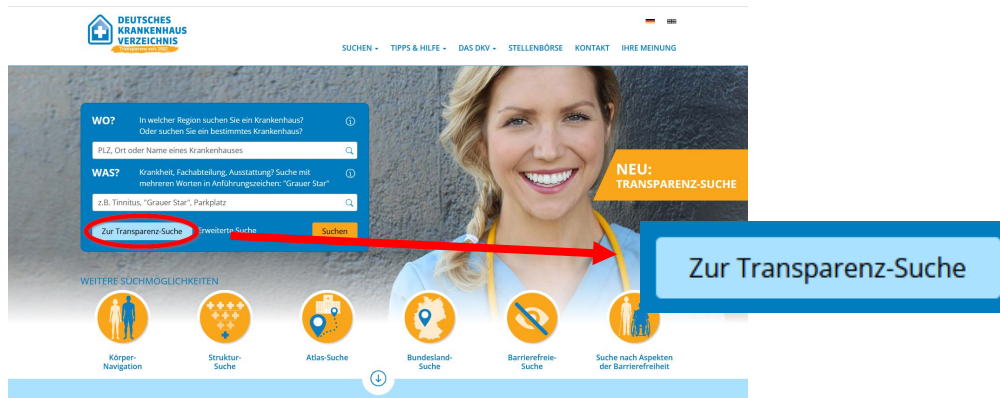 DEUTSCHES
KRANKENHAUS
VERZEICHNIS
Transparenz seit 2002
SUCHEN TIPPS & HILFE DAS DKV STELLENBÖRSE KONTAKT IHRE MEINUNG
WO? In welcher Region suchen Sie ein Krankenhaus?
Oder suchen Sie ein bestimmtes Krankenhaus?
PLZ, Ort oder Name eines Krankenhauses
WAS? Krankheit, Fachabteilung, Ausstattung? Suche mit
mehreren Worten in Anführungszeichen: "Grauer Star"
z.B. Tinnitus, "Grauer Star", Parkplatz
Zur Transparenz-Suche Erweiterte Suche Suchen
NEU:
TRANSPARENZ-SUCHE
Zur Transparenz-Suche
WEITERE SUCHMÖGLICHKEITEN
Körper-
Navigation
Struktur-
Suche
Atlas-Suche
Bundesland-
Suche
Barrierefreie-
Suche
Suche nach Aspekten
der Barrierefreiheit